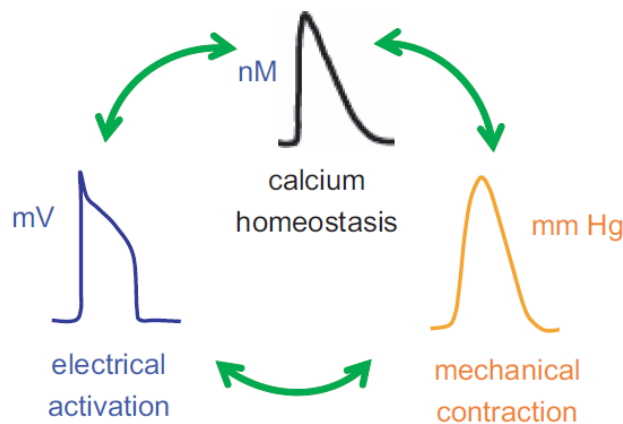 nM
calcium
homeostasis
mV
mm Hg
electrical
activation
mechanical
contraction